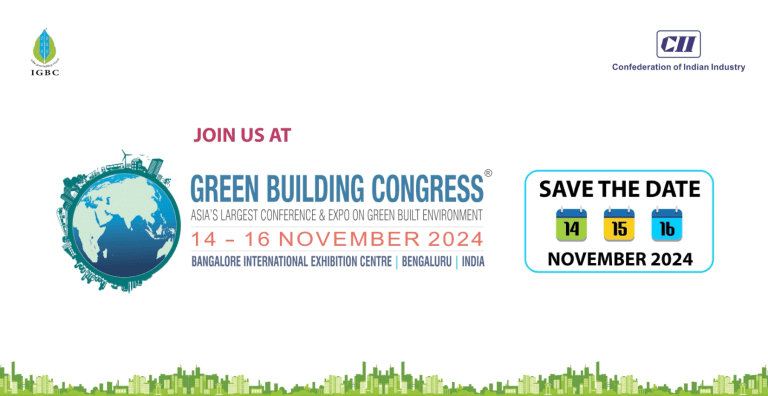 IGBC
CII
Confederation of Indian Industry
JOIN US AT
GREEN BUILDING CONGRESS®
ASIA'S LARGEST CONFERENCE & EXPO ON GREEN BUILT ENVIRONMENT
14 – 16 NOVEMBER 2024
BANGALORE INTERNATIONAL EXHIBITION CENTRE | BENGALURU | INDIA
SAVE THE DATE
14 15 16
NOVEMBER 2024